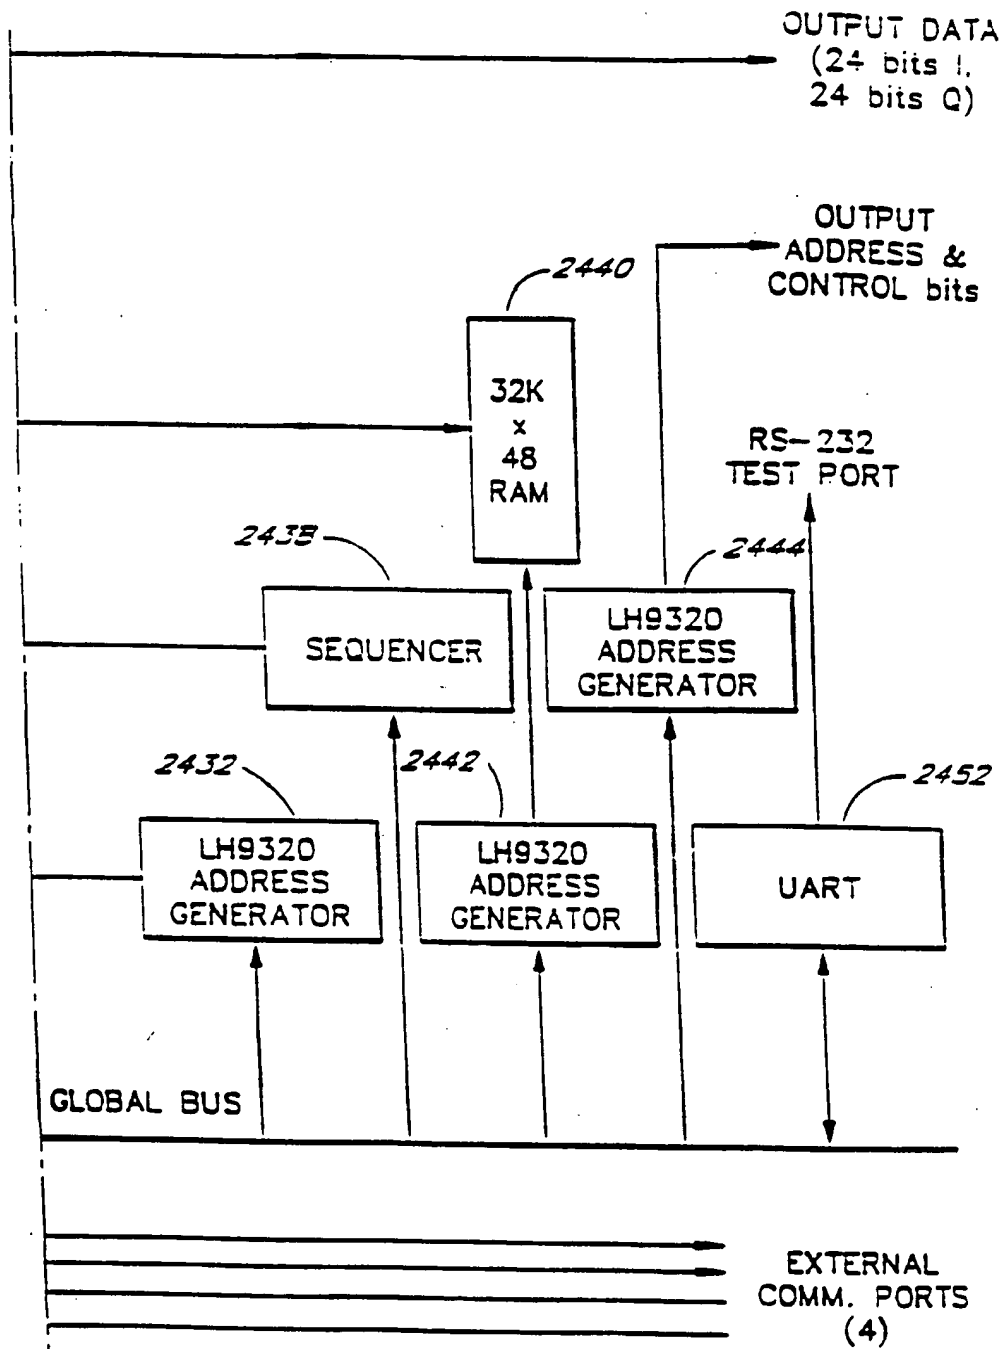 OUTPUT DATA
(24 bits I,
24 bits Q)
OUTPUT
ADDRESS &
CONTROL bits
2440
32K
x
48
RAM
RS-232
TEST PORT
2438
2444
SEQUENCER
LH9320
ADDRESS
GENERATOR
2432
2442
2452
LH9320
ADDRESS
GENERATOR
LH9320
ADDRESS
GENERATOR
UART
GLOBAL BUS
EXTERNAL
COMM. PORTS
(4)